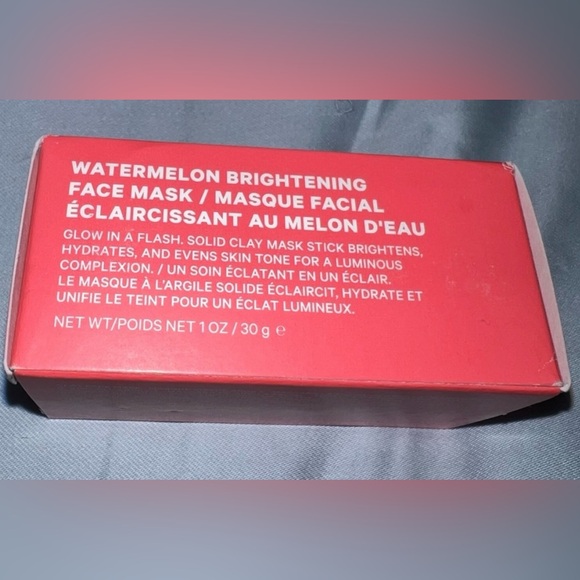 WATERMELON BRIGHTENING
FACE MASK / MASQUE FACIAL
ÉCLAIRCISSANT AU MELON D'EAU
GLOW IN A FLASH. SOLID CLAY MASK STICK BRIGHTENS,
HYDRATES, AND EVENS SKIN TONE FOR A LUMINOUS
COMPLEXION. / UN SOIN ÉCLATANT EN UN ÉCLAIR.
LE MASQUE À L'ARGILE SOLIDE ÉCLAIRCIT, HYDRATE ET
UNIFIE LE TEINT POUR UN ÉCLAT LUMINEUX.
NET WT/POIDS NET 1 OZ / 30 g ℮